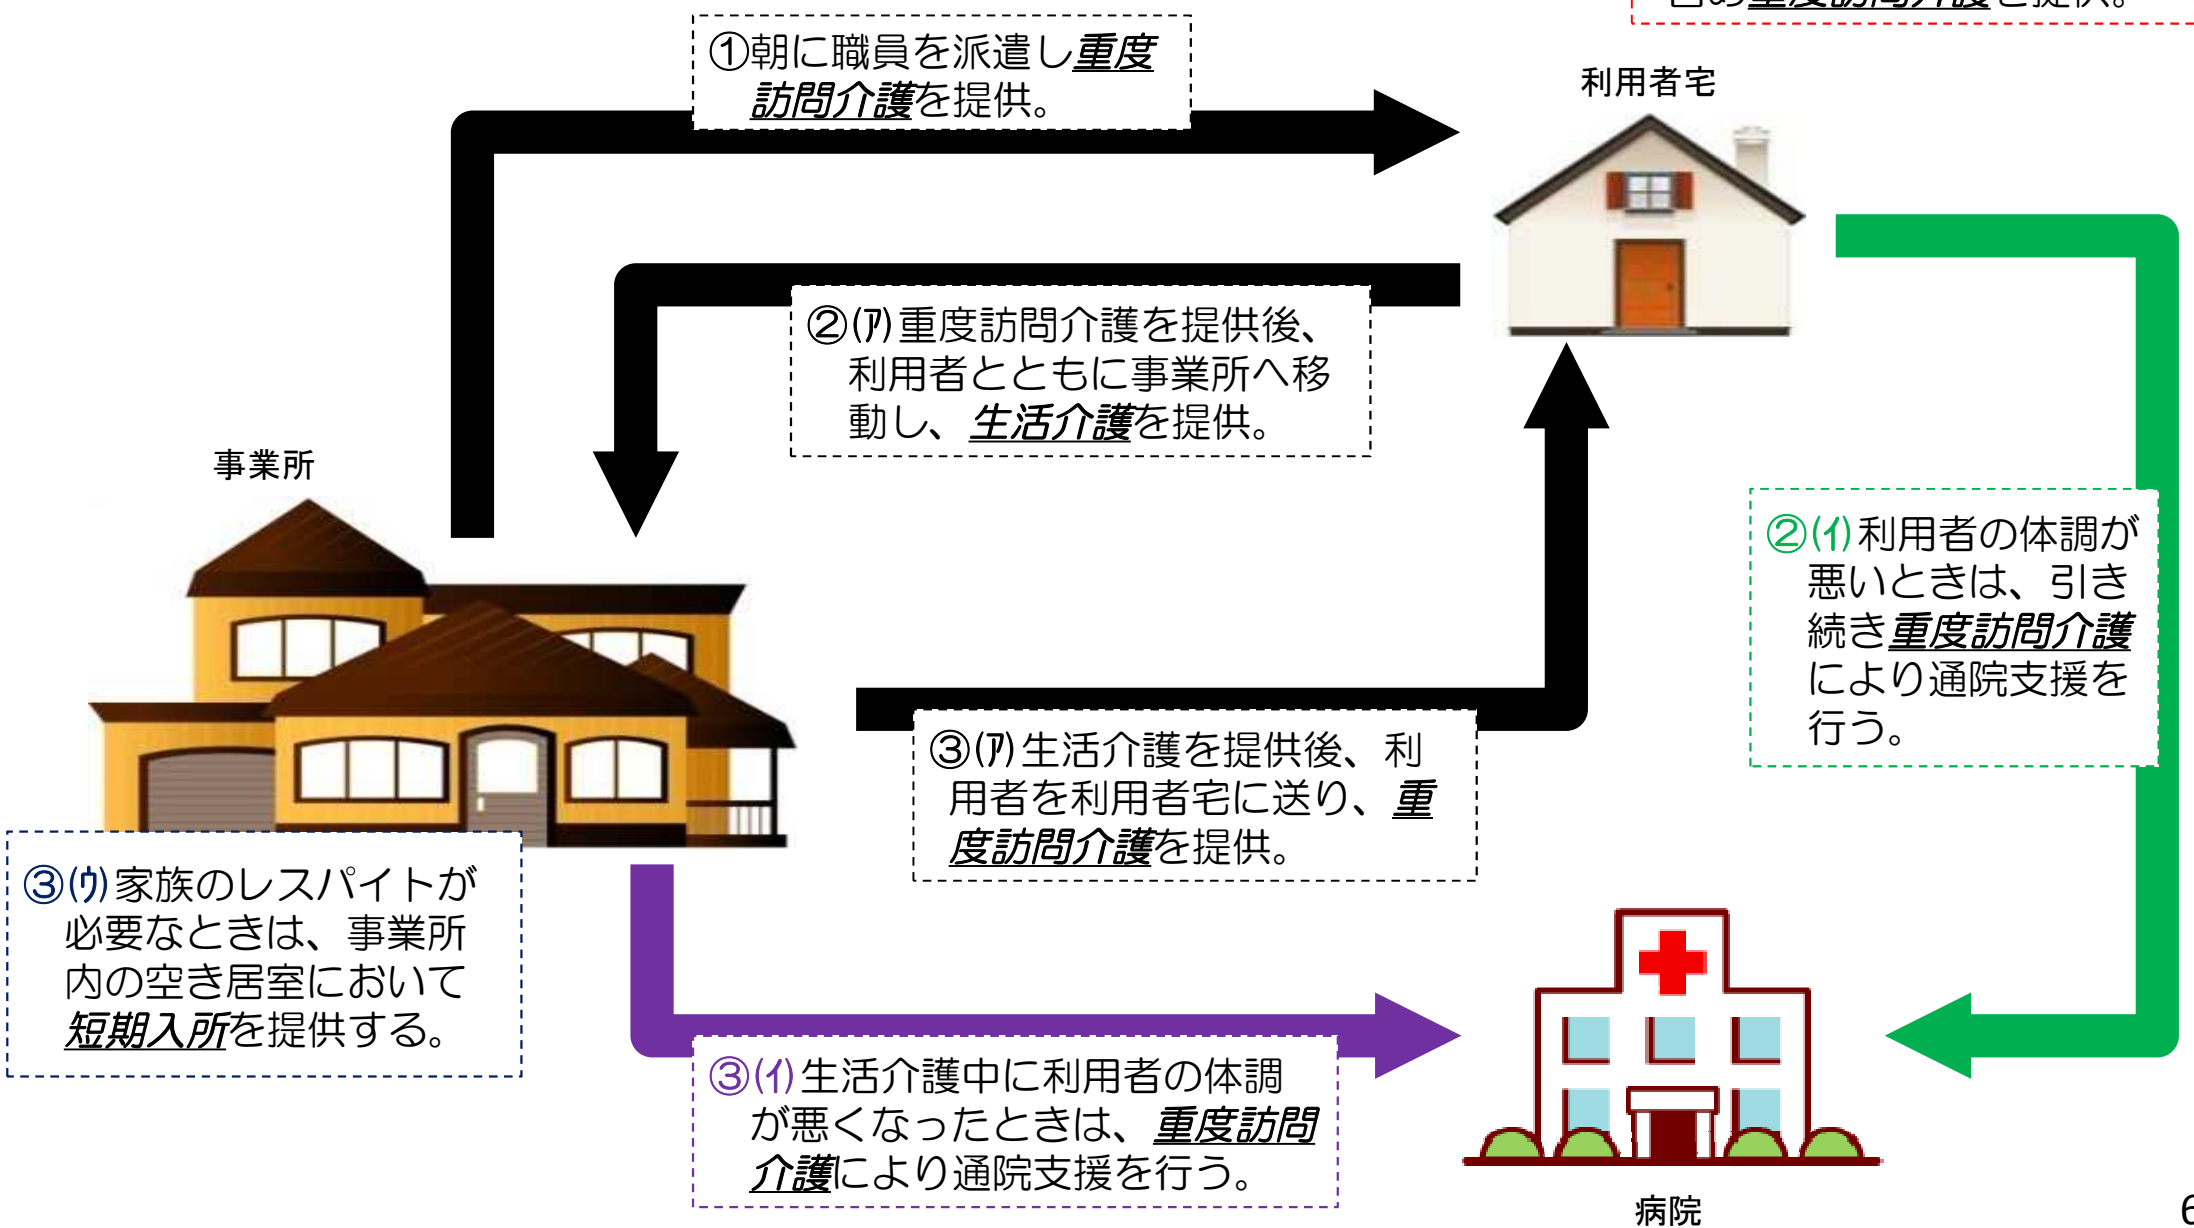 重度訪問介護を提供。
①朝に職員を派遣し重度
訪問介護を提供。
利用者宅
②(ｱ)重度訪問介護を提供後、
利用者とともに事業所へ移
動し、生活介護を提供。
事業所
②(ｲ)利用者の体調が
悪いときは、引き
続き重度訪問介護
により通院支援を
行う。
③(ｱ)生活介護を提供後、利
用者を利用者宅に送り、重
度訪問介護を提供。
③(ｳ)家族のレスパイトが
必要なときは、事業所
内の空き居室において
短期入所を提供する。
③(ｲ)生活介護中に利用者の体調
が悪くなったときは、重度訪問
介護により通院支援を行う。
病院
6